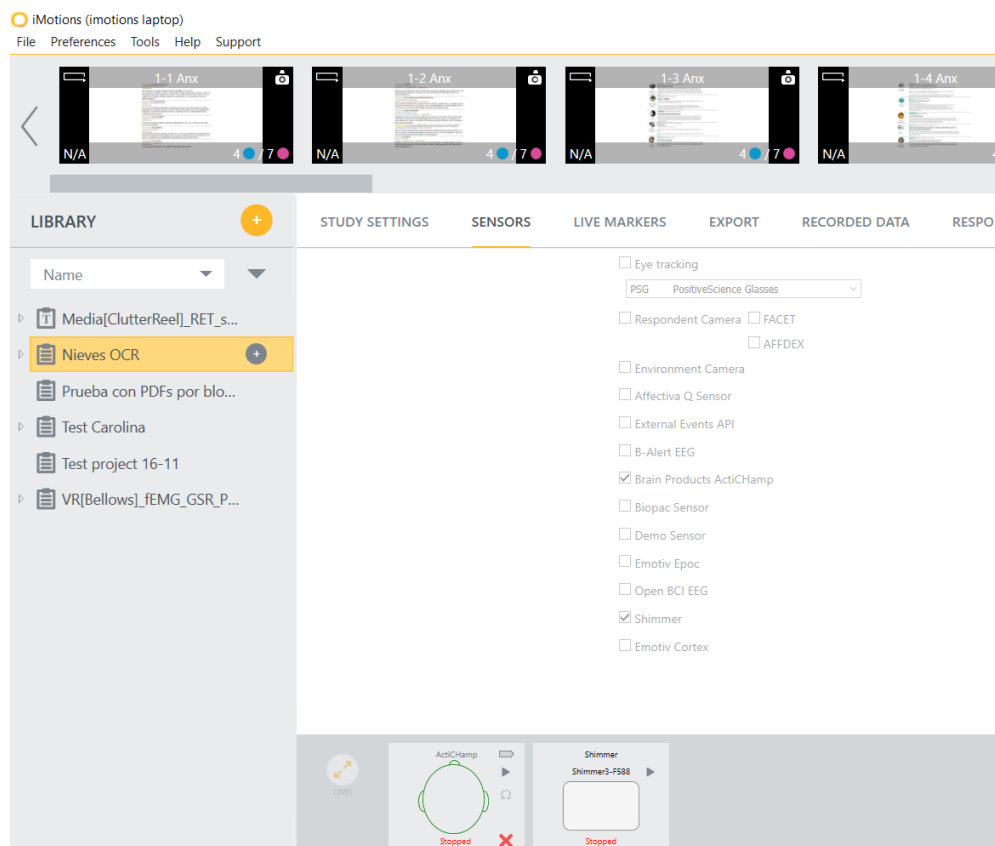 iMotions (imotions laptop)
File Preferences Tools Help Support
1-1 Anx
1-2 Anx
1-3 Anx
1-4 Anx
N/A 4 / 7
N/A 4 / 7
N/A 4 / 7
N/A
LIBRARY
+
STUDY SETTINGS SENSORS LIVE MARKERS EXPORT RECORDED DATA RESPO
Name
Media[ClutterReel]_RET_s...
Nieves OCR
Prueba con PDFs por blo...
Test Carolina
Test project 16-11
VR[Bellows]_fEMG_GSR_P...
Eye tracking
PSG PositiveScience Glasses
Respondent Camera FACET
AFFDEX
Environment Camera
Affectiva Q Sensor
External Events API
B-Alert EEG
Brain Products ActiCHamp
Biopac Sensor
Demo Sensor
Emotiv Epoc
Open BCI EEG
Shimmer
Emotiv Cortex
LIVE!
ActiCHamp
Ω
Stopped
Shimmer
Shimmer3-F588
Stopped